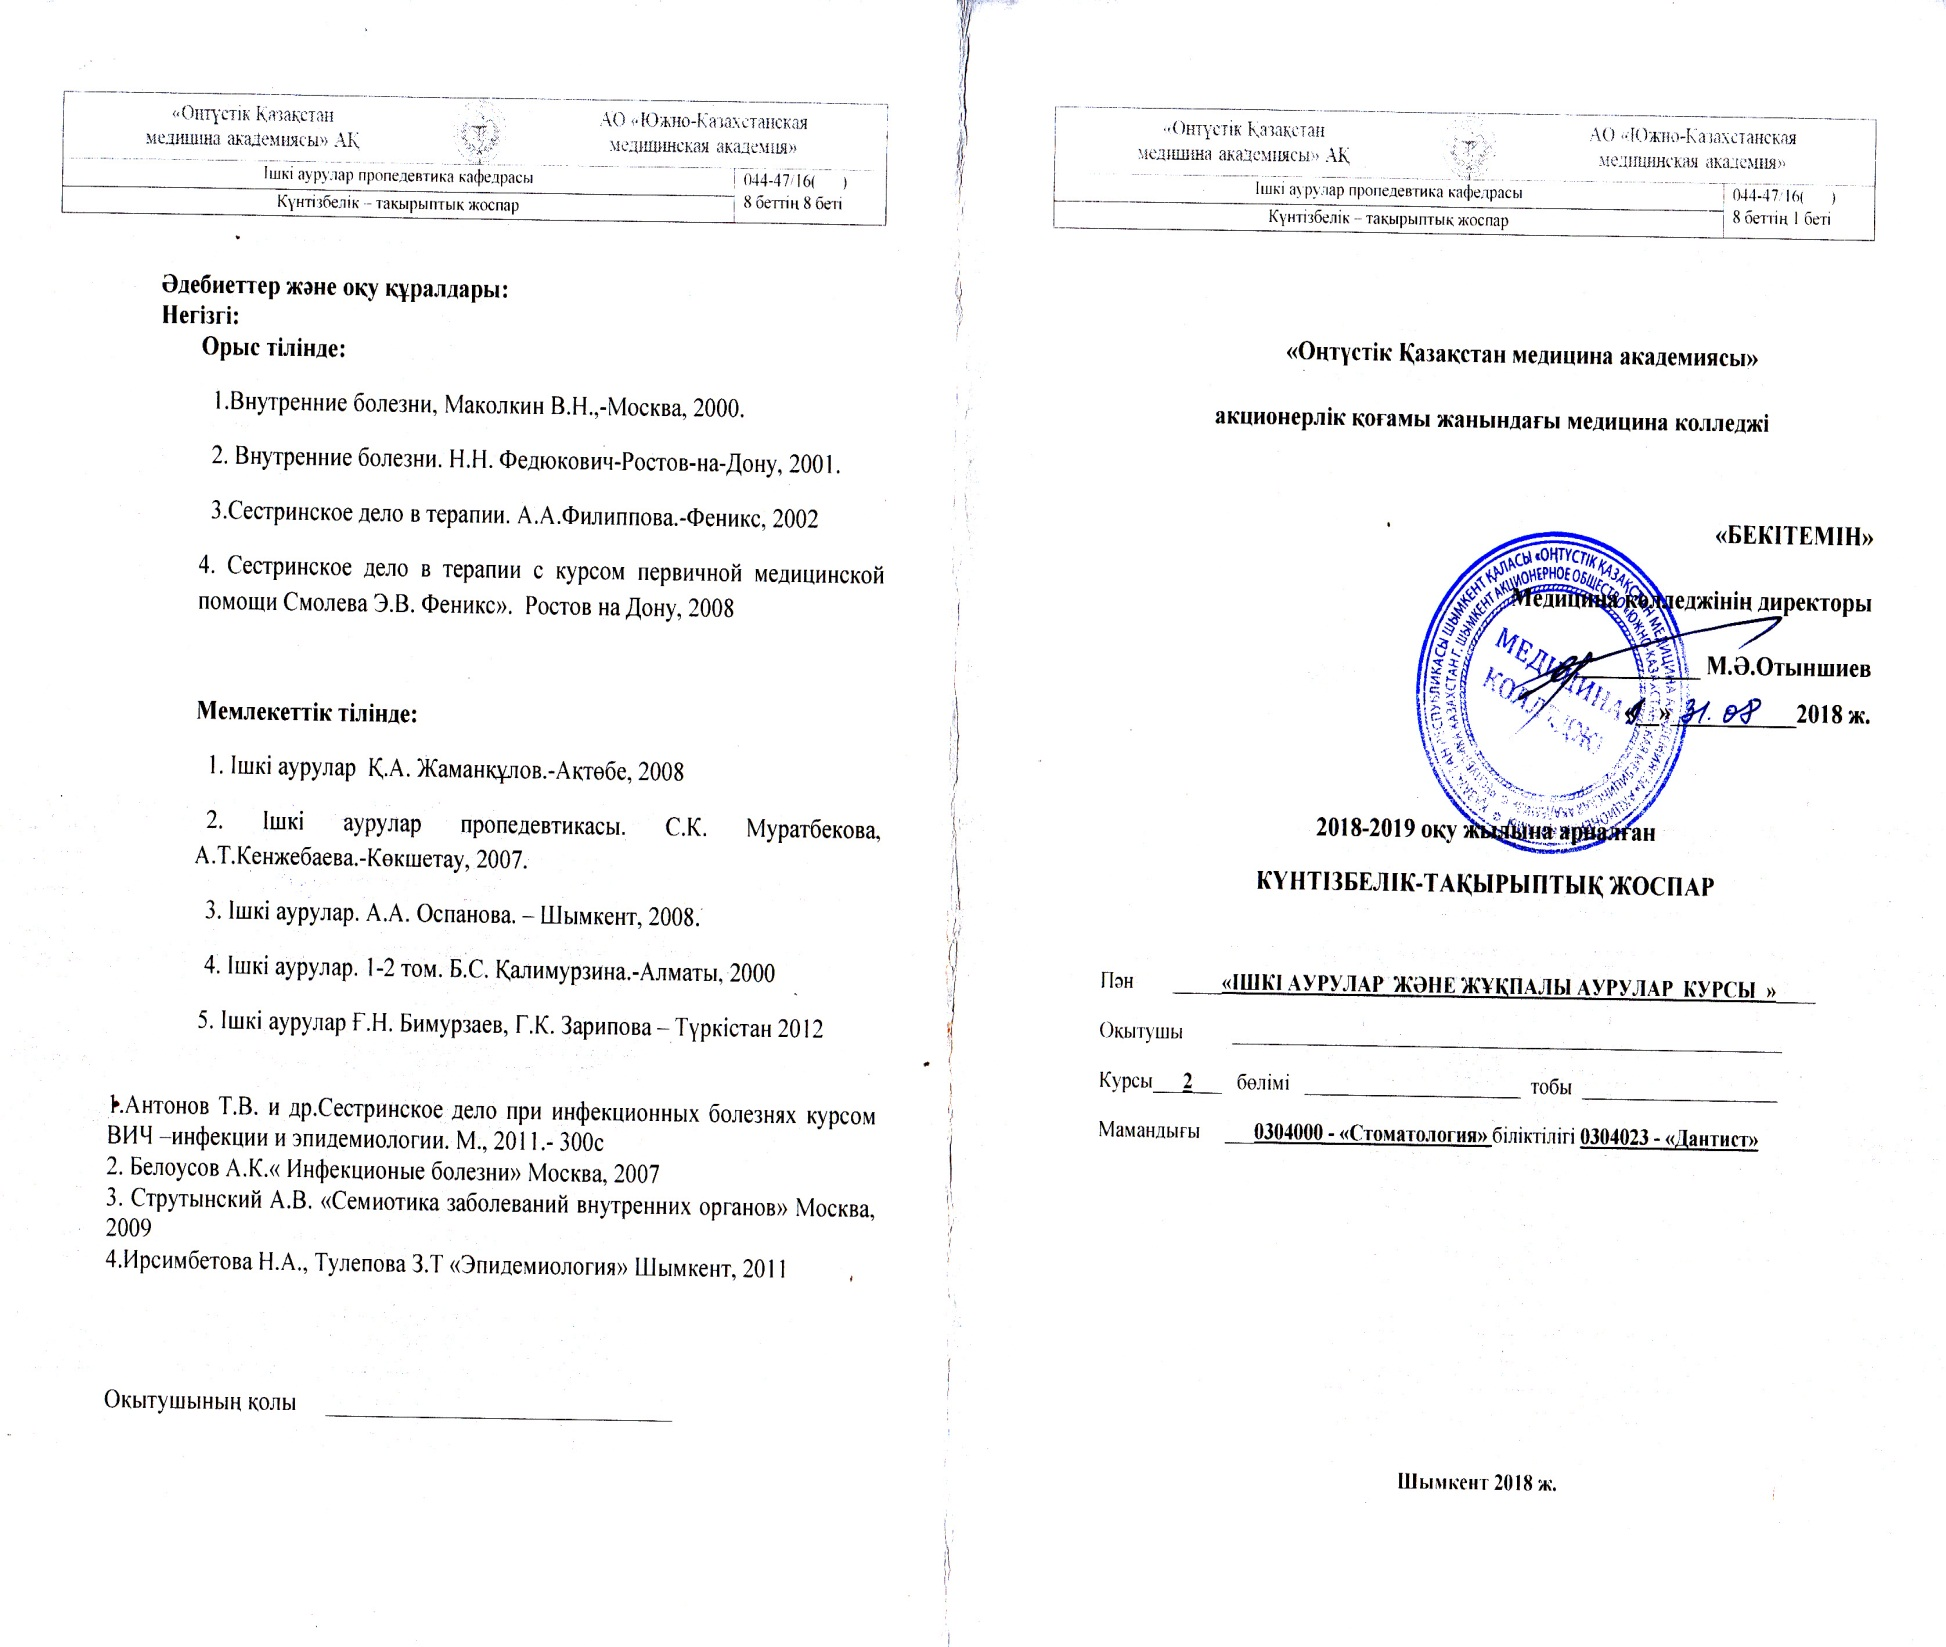 «Оңтүстік Қазақстан
медицина академиясы» АҚ
АО «Южно-Казахстанская
медицинская академия»
Ішкі аурулар пропедевтика кафедрасы
044-47/16(      )
Күнтізбелік – тақырыптық жоспар
8 беттің 8 беті
Әдебиеттер және оқу құралдары:
Негізгі:
Орыс тілінде:
1.Внутренние болезни, Маколкин В.Н.,-Москва, 2000.
2. Внутренние болезни. Н.Н. Федюкович-Ростов-на-Дону, 2001.
3.Сестринское дело в терапии. А.А.Филиппова.-Феникс, 2002
4. Сестринское дело в терапии с курсом первичной медицинской
помощи Смолева Э.В. Феникс».  Ростов на Дону, 2008
Мемлекеттік тілінде:
1. Ішкі аурулар  Қ.А. Жаманқұлов.-Ақтөбе, 2008
2. Ішкі аурулар пропедевтикасы. С.К. Муратбекова,
А.Т.Кенжебаева.-Көкшетау, 2007.
3. Ішкі аурулар. А.А. Оспанова. – Шымкент, 2008.
4. Ішкі аурулар. 1-2 том. Б.С. Қалимурзина.-Алматы, 2000
5. Ішкі аурулар Ғ.Н. Бимурзаев, Г.К. Зарипова – Түркістан 2012
1.Антонов Т.В. и др.Сестринское дело при инфекционных болезнях курсом
ВИЧ –инфекции и эпидемиологии. М., 2011.- 300с
2. Белоусов А.К.« Инфекционые болезни» Москва, 2007
3. Струтынский А.В. «Семиотика заболеваний внутренних органов» Москва,
2009
4.Ирсимбетова Н.А., Тулепова З.Т «Эпидемиология» Шымкент, 2011
Оқытушының қолы ____________________
«Оңтүстік Қазақстан
медицина академиясы» АҚ
АО «Южно-Казахстанская
медицинская академия»
Ішкі аурулар пропедевтика кафедрасы
044-47/16(      )
Күнтізбелік – тақырыптық жоспар
8 беттің 1 беті
«Оңтүстік Қазақстан медицина академиясы»
акционерлік қоғамы жанындағы медицина колледжі
«БЕКІТЕМІН»
Медицина колледжінің директоры
М.Ә.Отыншиев
«__» 31. 08 2018 ж.
МЕДИЦИНА
КОЛЛЕДЖІ
2018-2019 оқу жылына арналған
КҮНТІЗБЕЛІК-ТАҚЫРЫПТЫҚ ЖОСПАР
Пән «ІШКІ АУРУЛАР  ЖӘНЕ ЖҰҚПАЛЫ АУРУЛАР  КУРСЫ  »
Оқытушы ____________________
Курсы 2 бөлімі ____________ тобы ____________
Мамандығы 0304000 - «Стоматология» біліктілігі 0304023 - «Дантист»
Шымкент 2018 ж.